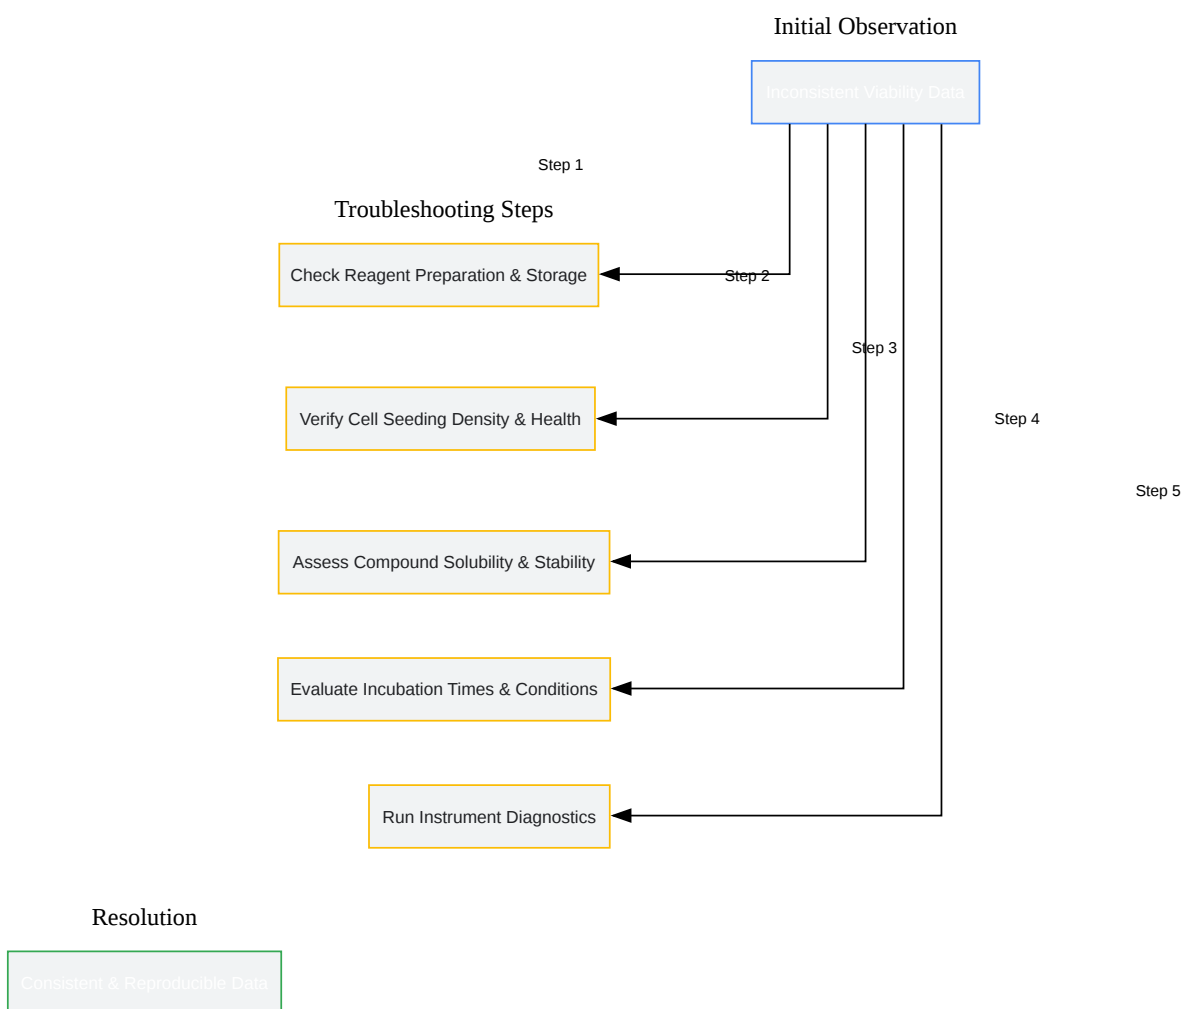 Initial Observation
Inconsistent Viability Data
Step 1
Troubleshooting Steps
Check Reagent Preparation & Storage
Step 2
Step 3
Verify Cell Seeding Density & Health
Step 4
Step 5
Assess Compound Solubility & Stability
Evaluate Incubation Times & Conditions
Run Instrument Diagnostics
Resolution
Consistent & Reproducible Data